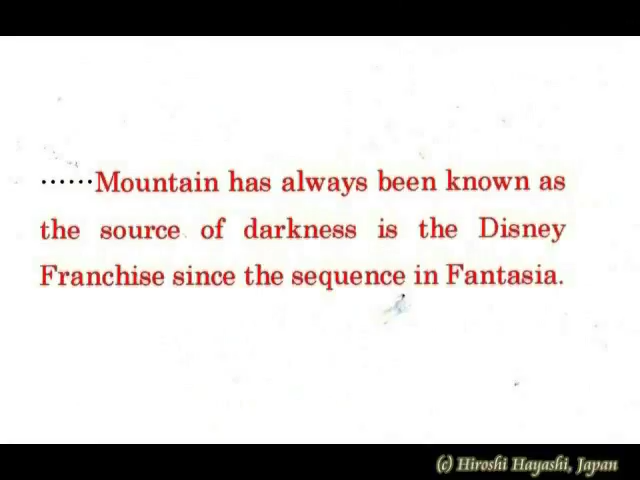 ……Mountain has always been known as
the source of darkness is the Disney
Franchise since the sequence in Fantasia.
(c) Hiroshi Hayashi, Japan